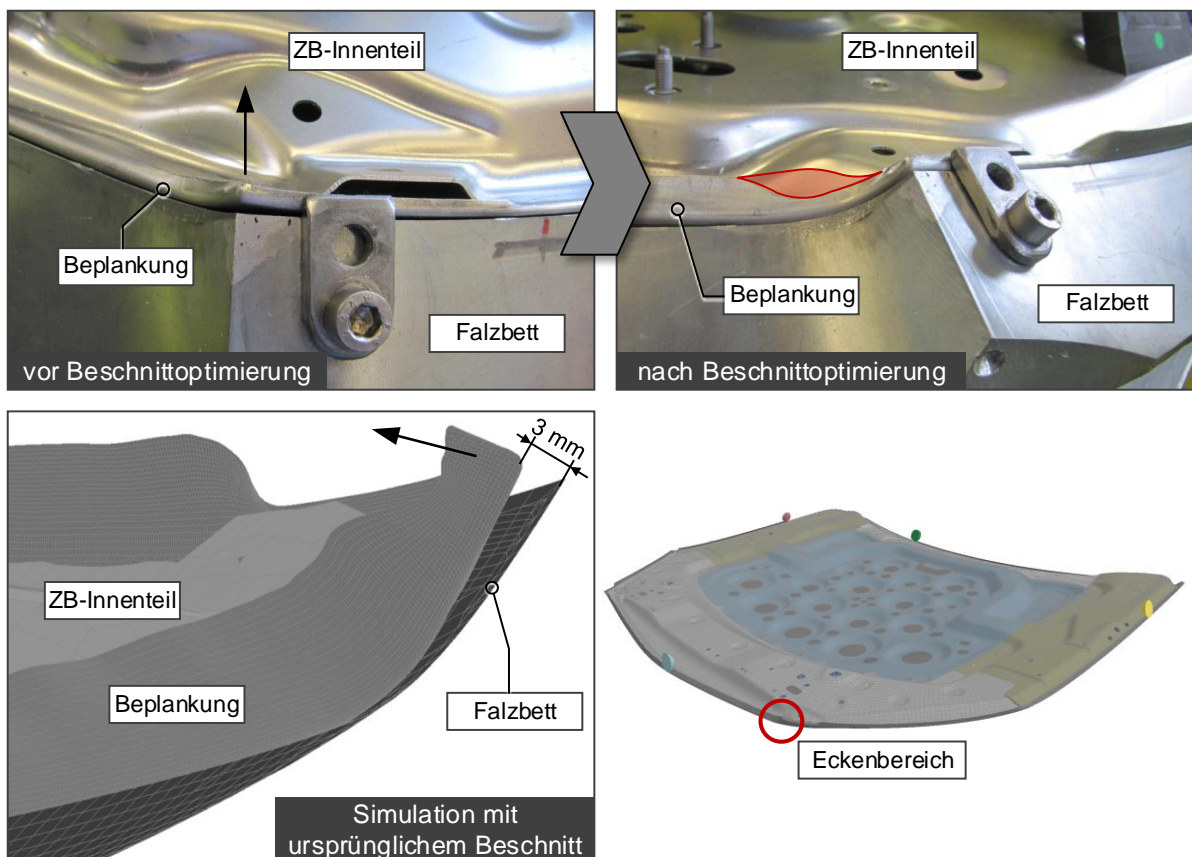 ZB-Innenteil
Beplankung
Falzbett
vor Beschnittoptimierung
ZB-Innenteil
Beplankung
Falzbett
nach Beschnittoptimierung
3 mm
ZB-Innenteil
Beplankung
Falzbett
Simulation mit
ursprünglichem Beschnitt
Eckenbereich